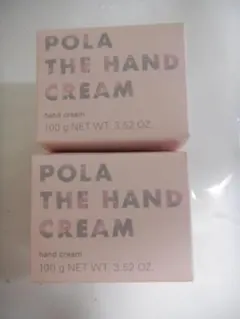 POLA
THE HAND
CREAM
hand cream
100 g NET WT. 3.52 OZ.
POLA
THE HAND
CREAM
hand cream
100 g NET WT. 3.52 OZ.